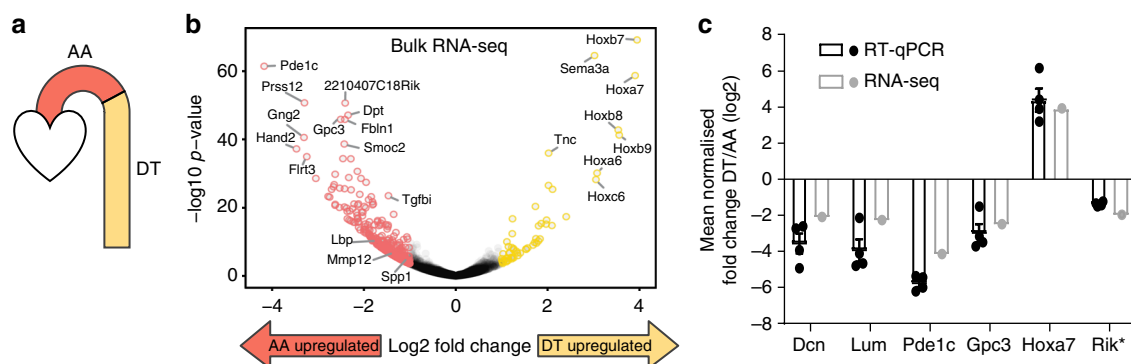 a
AA
DT
b
Bulk RNA-seq
−log10 p-value
60
40
20
0
−4
−2
0
2
4
Pde1c
Prss12
2210407C18Rik
Gng2
Dpt
Gpc3
Fbln1
Hand2
Smoc2
Flrt3
Tgfbi
Lbp
Mmp12
Spp1
Hoxb7
Sema3a
Hoxa7
Hoxb8
Tnc
Hoxb9
Hoxa6
Hoxc6
AA upregulated
Log2 fold change
DT upregulated
c
Mean normalised
fold change DT/AA (log2)
8
6
4
2
0
−2
−4
−6
−8
RT-qPCR
RNA-seq
Dcn
Lum
Pde1c
Gpc3
Hoxa7
Rik*